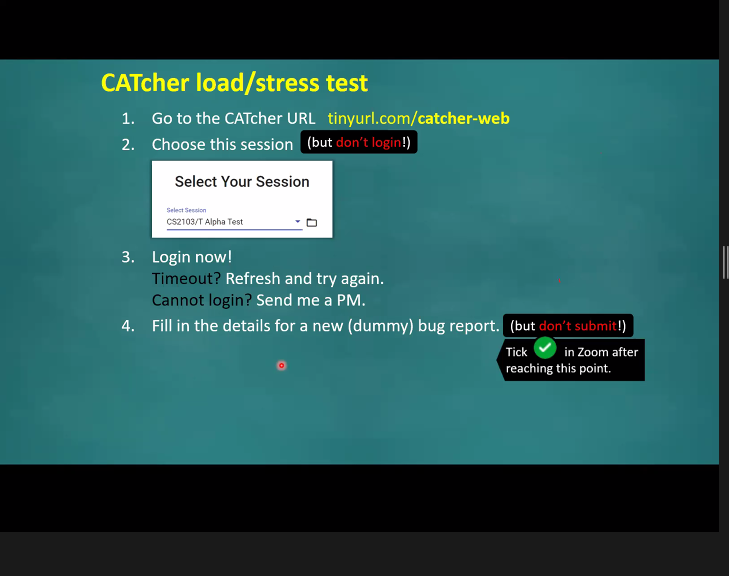 CATcher load/stress test
1. Go to the CATcher URL tinyurl.com/catcher-web
2. Choose this session (but don't login!)
Select Your Session
Select Session
CS2103/T Alpha Test
3. Login now!
Timeout? Refresh and try again.
Cannot login? Send me a PM.
4. Fill in the details for a new (dummy) bug report. (but don't submit!)
Tick in Zoom after
reaching this point.